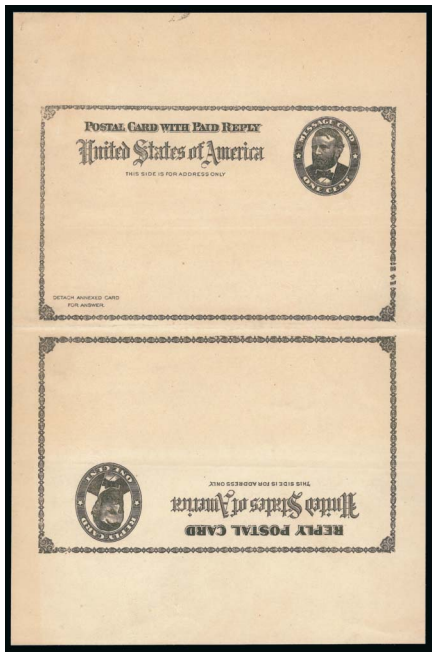 POSTAL CARD WITH PAID REPLY
United States of America
THIS SIDE IS FOR ADDRESS ONLY
MESSAGE CARD
ONE CENT
DETACH ANNEXED CARD
FOR ANSWER.
REPLY POSTAL CARD
United States of America
THIS SIDE IS FOR ADDRESS ONLY.
REPLY CARD
ONE CENT